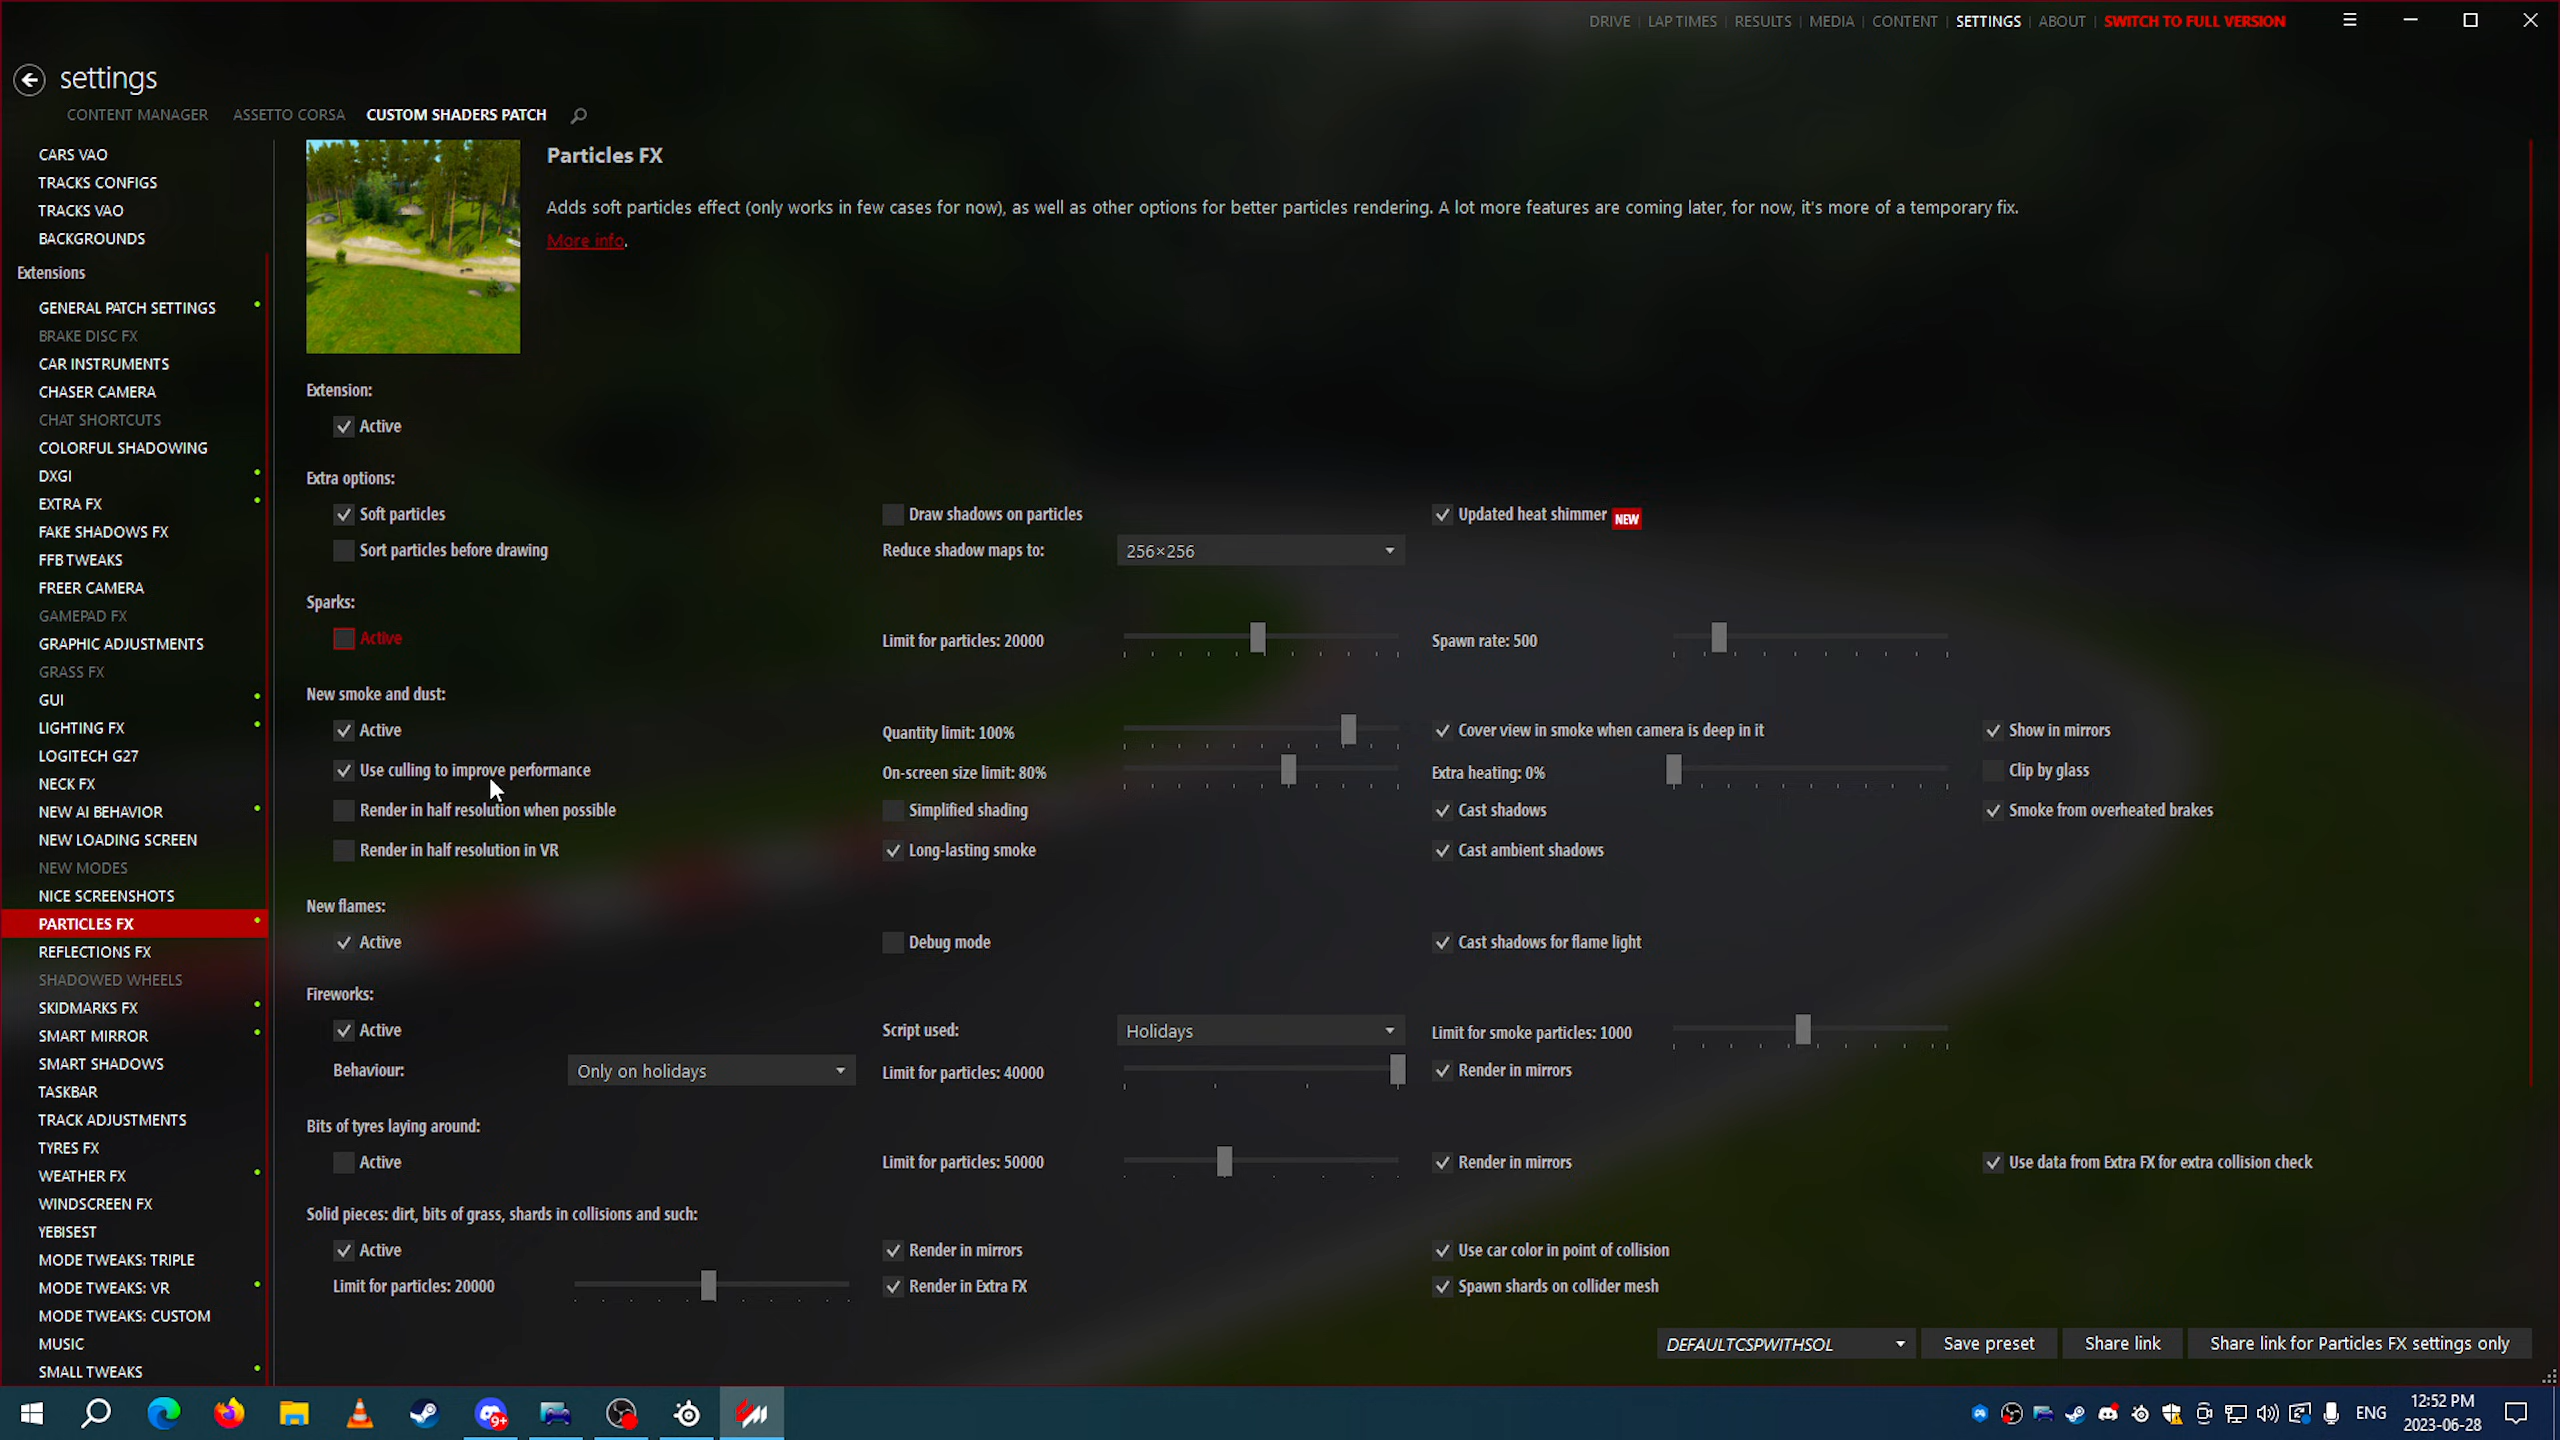 DRIVE | LAP TIMES | RESULTS | MEDIA | CONTENT | SETTINGS | ABOUT | SWITCH TO FULL VERSION
settings
CONTENT MANAGER ASSETTO CORSA CUSTOM SHADERS PATCH
CARS VAO
TRACKS CONFIGS
TRACKS VAO
BACKGROUNDS
Extensions
GENERAL PATCH SETTINGS
BRAKE DISC FX
CAR INSTRUMENTS
CHASER CAMERA
CHAT SHORTCUTS
COLORFUL SHADOWING
DXGI
EXTRA FX
FAKE SHADOWS FX
FFB TWEAKS
FREER CAMERA
GAMEPAD FX
GRAPHIC ADJUSTMENTS
GRASS FX
GUI
LIGHTING FX
LOGITECH G27
NECK FX
NEW AI BEHAVIOR
NEW LOADING SCREEN
NEW MODES
NICE SCREENSHOTS
PARTICLES FX
REFLECTIONS FX
SHADOWED WHEELS
SKIDMARKS FX
SMART MIRROR
SMART SHADOWS
TASKBAR
TRACK ADJUSTMENTS
TYRES FX
WEATHER FX
WINDSCREEN FX
YEBISEST
MODE TWEAKS: TRIPLE
MODE TWEAKS: VR
MODE TWEAKS: CUSTOM
MUSIC
SMALL TWEAKS
Particles FX
Adds soft particles effect (only works in few cases for now), as well as other options for better particles rendering. A lot more features are coming later, for now, it's more of a temporary fix.
More info.
Extension:
Active
Extra options:
Soft particles Draw shadows on particles Updated heat shimmer NEW
Sort particles before drawing Reduce shadow maps to: 256×256
Sparks:
Active Limit for particles: 20000 Spawn rate: 500
New smoke and dust:
Active Quantity limit: 100% Cover view in smoke when camera is deep in it Show in mirrors
Use culling to improve performance On-screen size limit: 80% Extra heating: 0% Clip by glass
Render in half resolution when possible Simplified shading Cast shadows Smoke from overheated brakes
Render in half resolution in VR Long-lasting smoke Cast ambient shadows
New flames:
Active Debug mode Cast shadows for flame light
Fireworks:
Active Script used: Holidays Limit for smoke particles: 1000
Behaviour: Only on holidays Limit for particles: 40000 Render in mirrors
Bits of tyres laying around:
Active Limit for particles: 50000 Render in mirrors Use data from Extra FX for extra collision check
Solid pieces: dirt, bits of grass, shards in collisions and such:
Active Render in mirrors Use car color in point of collision
Limit for particles: 20000 Render in Extra FX Spawn shards on collider mesh
DEFAULTCSPWITHSOL Save preset Share link Share link for Particles FX settings only
9+ ENG 12:52 PM
2023-06-28